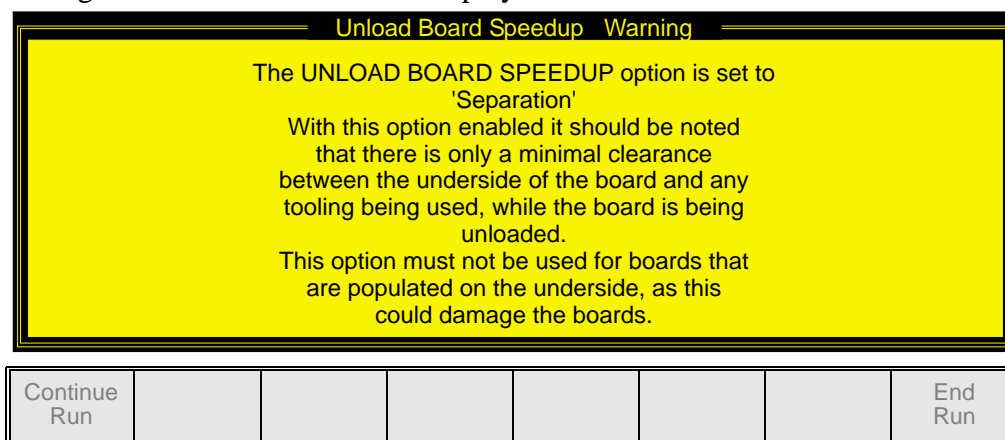 Unload Board Speedup Warning
The UNLOAD BOARD SPEEDUP option is set to
'Separation'
With this option enabled it should be noted
that there is only a minimal clearance
between the underside of the board and any
tooling being used, while the board is being
unloaded.
This option must not be used for boards that
are populated on the underside, as this
could damage the boards.
Continue
Run
End
Run